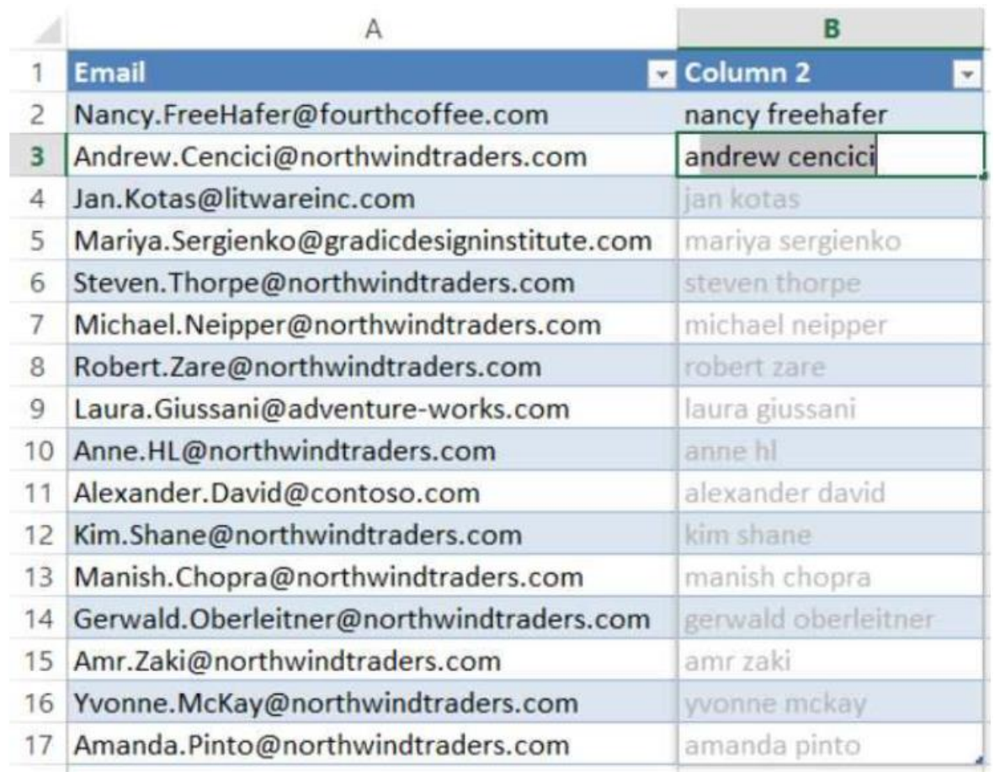 A B
1 Email Column 2
2 Nancy.FreeHafer@fourthcoffee.com nancy freehafer
3 Andrew.Cencici@northwindtraders.com andrew cencici
4 Jan.Kotas@litwareinc.com jan kotas
5 Mariya.Sergienko@gradicdesigninstitute.com mariya sergienko
6 Steven.Thorpe@northwindtraders.com steven thorpe
7 Michael.Neipper@northwindtraders.com michael neipper
8 Robert.Zare@northwindtraders.com robert zare
9 Laura.Giussani@adventure-works.com laura giussani
10 Anne.HL@northwindtraders.com anne hl
11 Alexander.David@contoso.com alexander david
12 Kim.Shane@northwindtraders.com kim shane
13 Manish.Chopra@northwindtraders.com manish chopra
14 Gerwald.Oberleitner@northwindtraders.com gerwald oberleitner
15 Amr.Zaki@northwindtraders.com amr zaki
16 Yvonne.McKay@northwindtraders.com yvonne mckay
17 Amanda.Pinto@northwindtraders.com amanda pinto